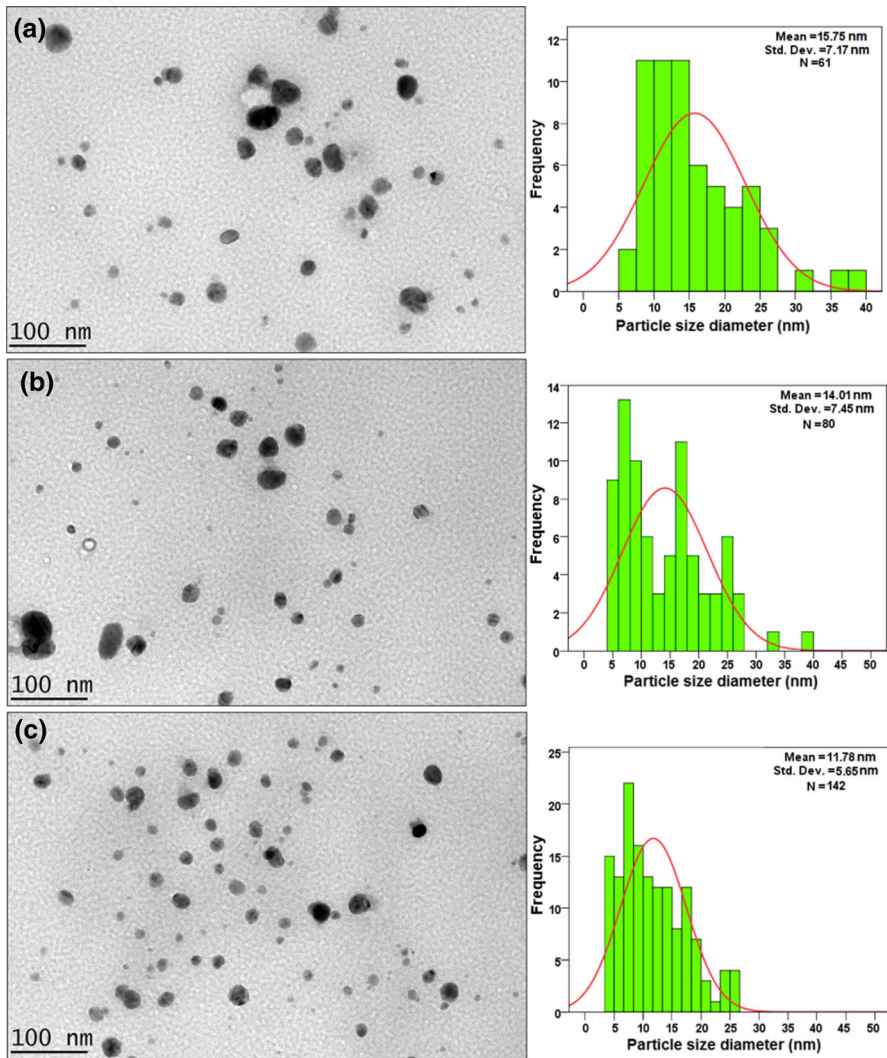 (a)
100 nm
Mean =15.75 nm
Std. Dev. =7.17 nm
N =61
Frequency
12
10
8
6
4
2
0
0 5 10 15 20 25 30 35 40
Particle size diameter (nm)
(b)
100 nm
Mean =14.01 nm
Std. Dev. =7.45 nm
N =80
Frequency
14
12
10
8
6
4
2
0
0 5 10 15 20 25 30 35 40 50
Particle size diameter (nm)
(c)
100 nm
Mean =11.78 nm
Std. Dev. =5.65 nm
N =142
Frequency
25
20
15
10
5
0
0 5 10 15 20 25 30 35 40 50
Particle size diameter (nm)